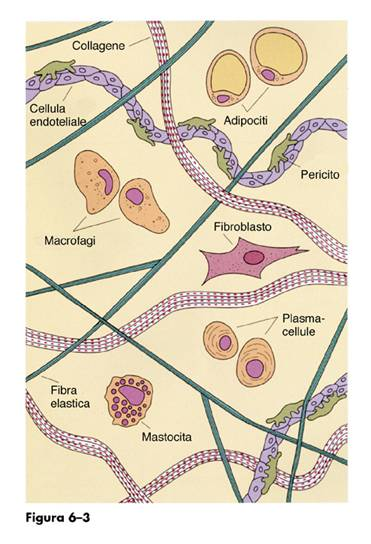 Collagene
Cellula
endoteliale
Adipociti
Pericito
Macrofagi
Fibroblasto
Plasma-
cellule
Fibra
elastica
Mastocita
Figura 6–3